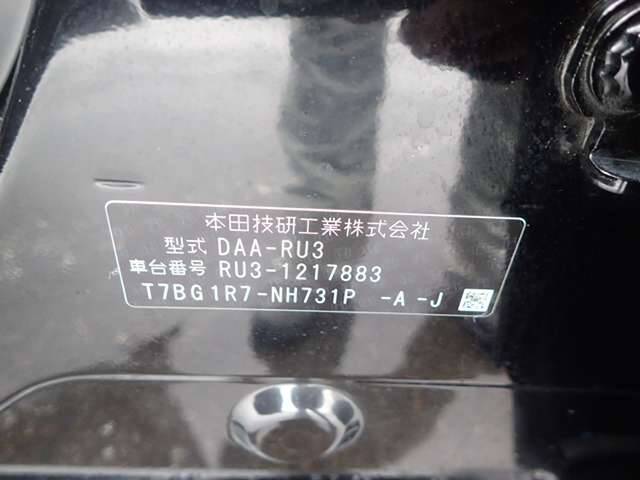 本田技研工業株式会社
型式 DAA-RU3
車台番号 RU3-1217883
T7BG1R7-NH731P -A-J